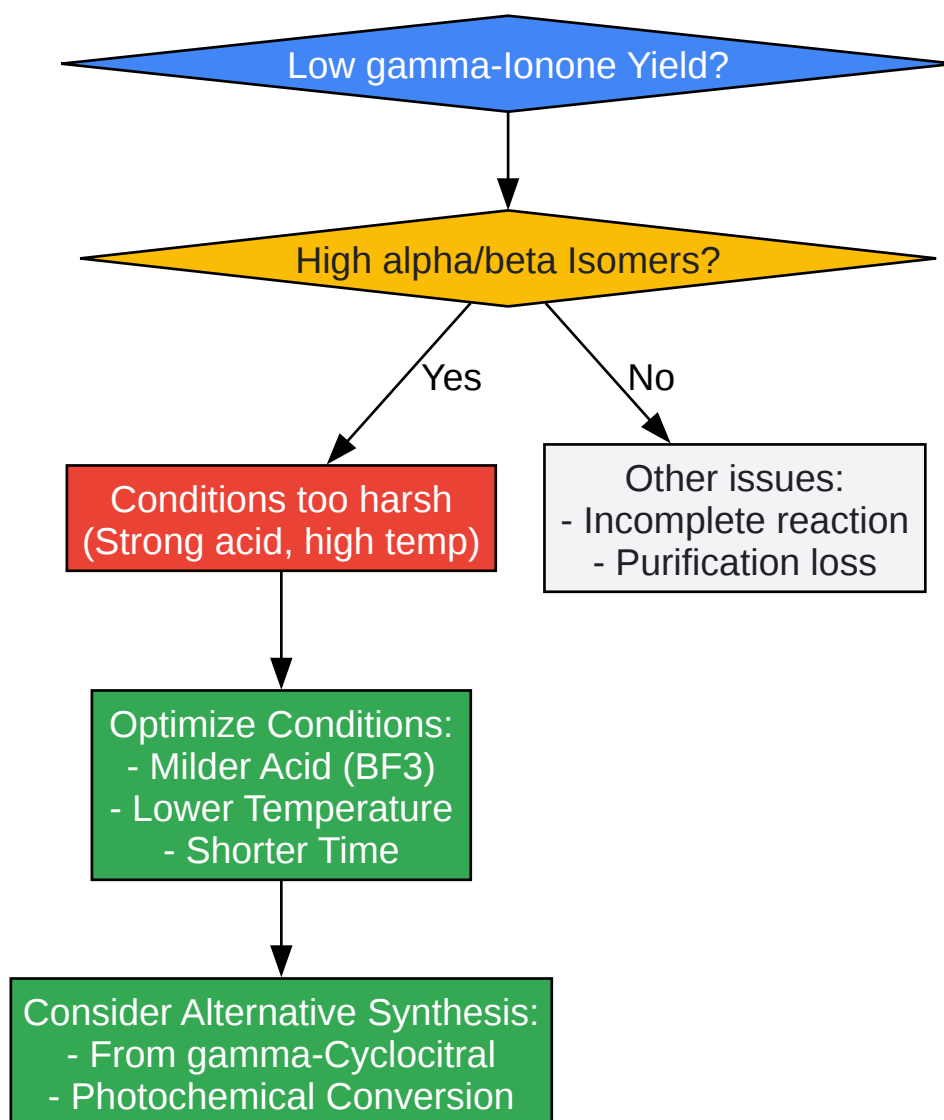 Low gamma-Ionone Yield?
High alpha/beta Isomers?
Yes
No
Conditions too harsh
(Strong acid, high temp)
Other issues:
- Incomplete reaction
- Purification loss
Optimize Conditions:
- Milder Acid (BF3)
- Lower Temperature
- Shorter Time
Consider Alternative Synthesis:
- From gamma-Cyclocitral
- Photochemical Conversion